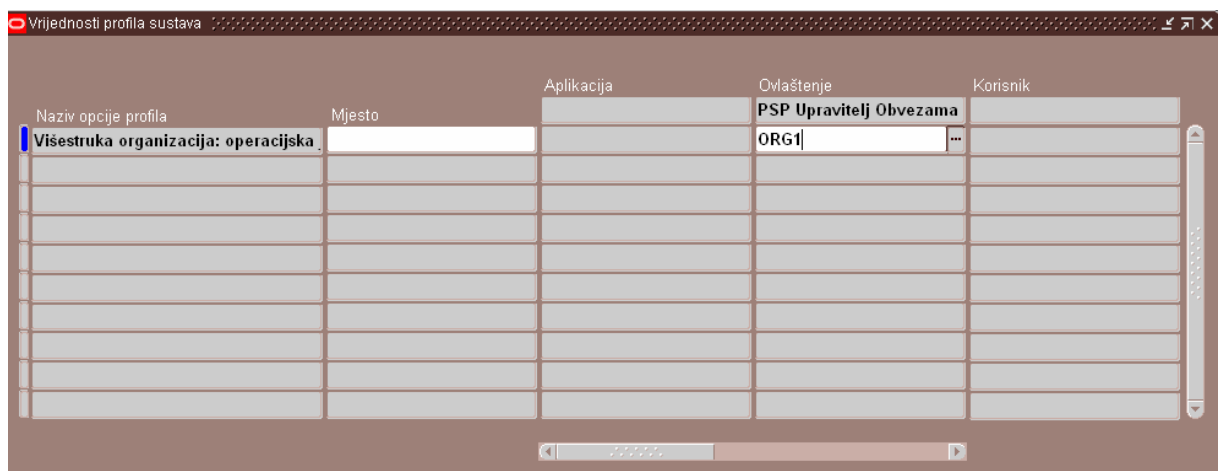 Vrijednosti profila sustava
Aplikacija Ovlaštenje Korisnik
Naziv opcije profila Mjesto PSP Upravitelj Obvezama
Višestruka organizacija: operacijska ORG1